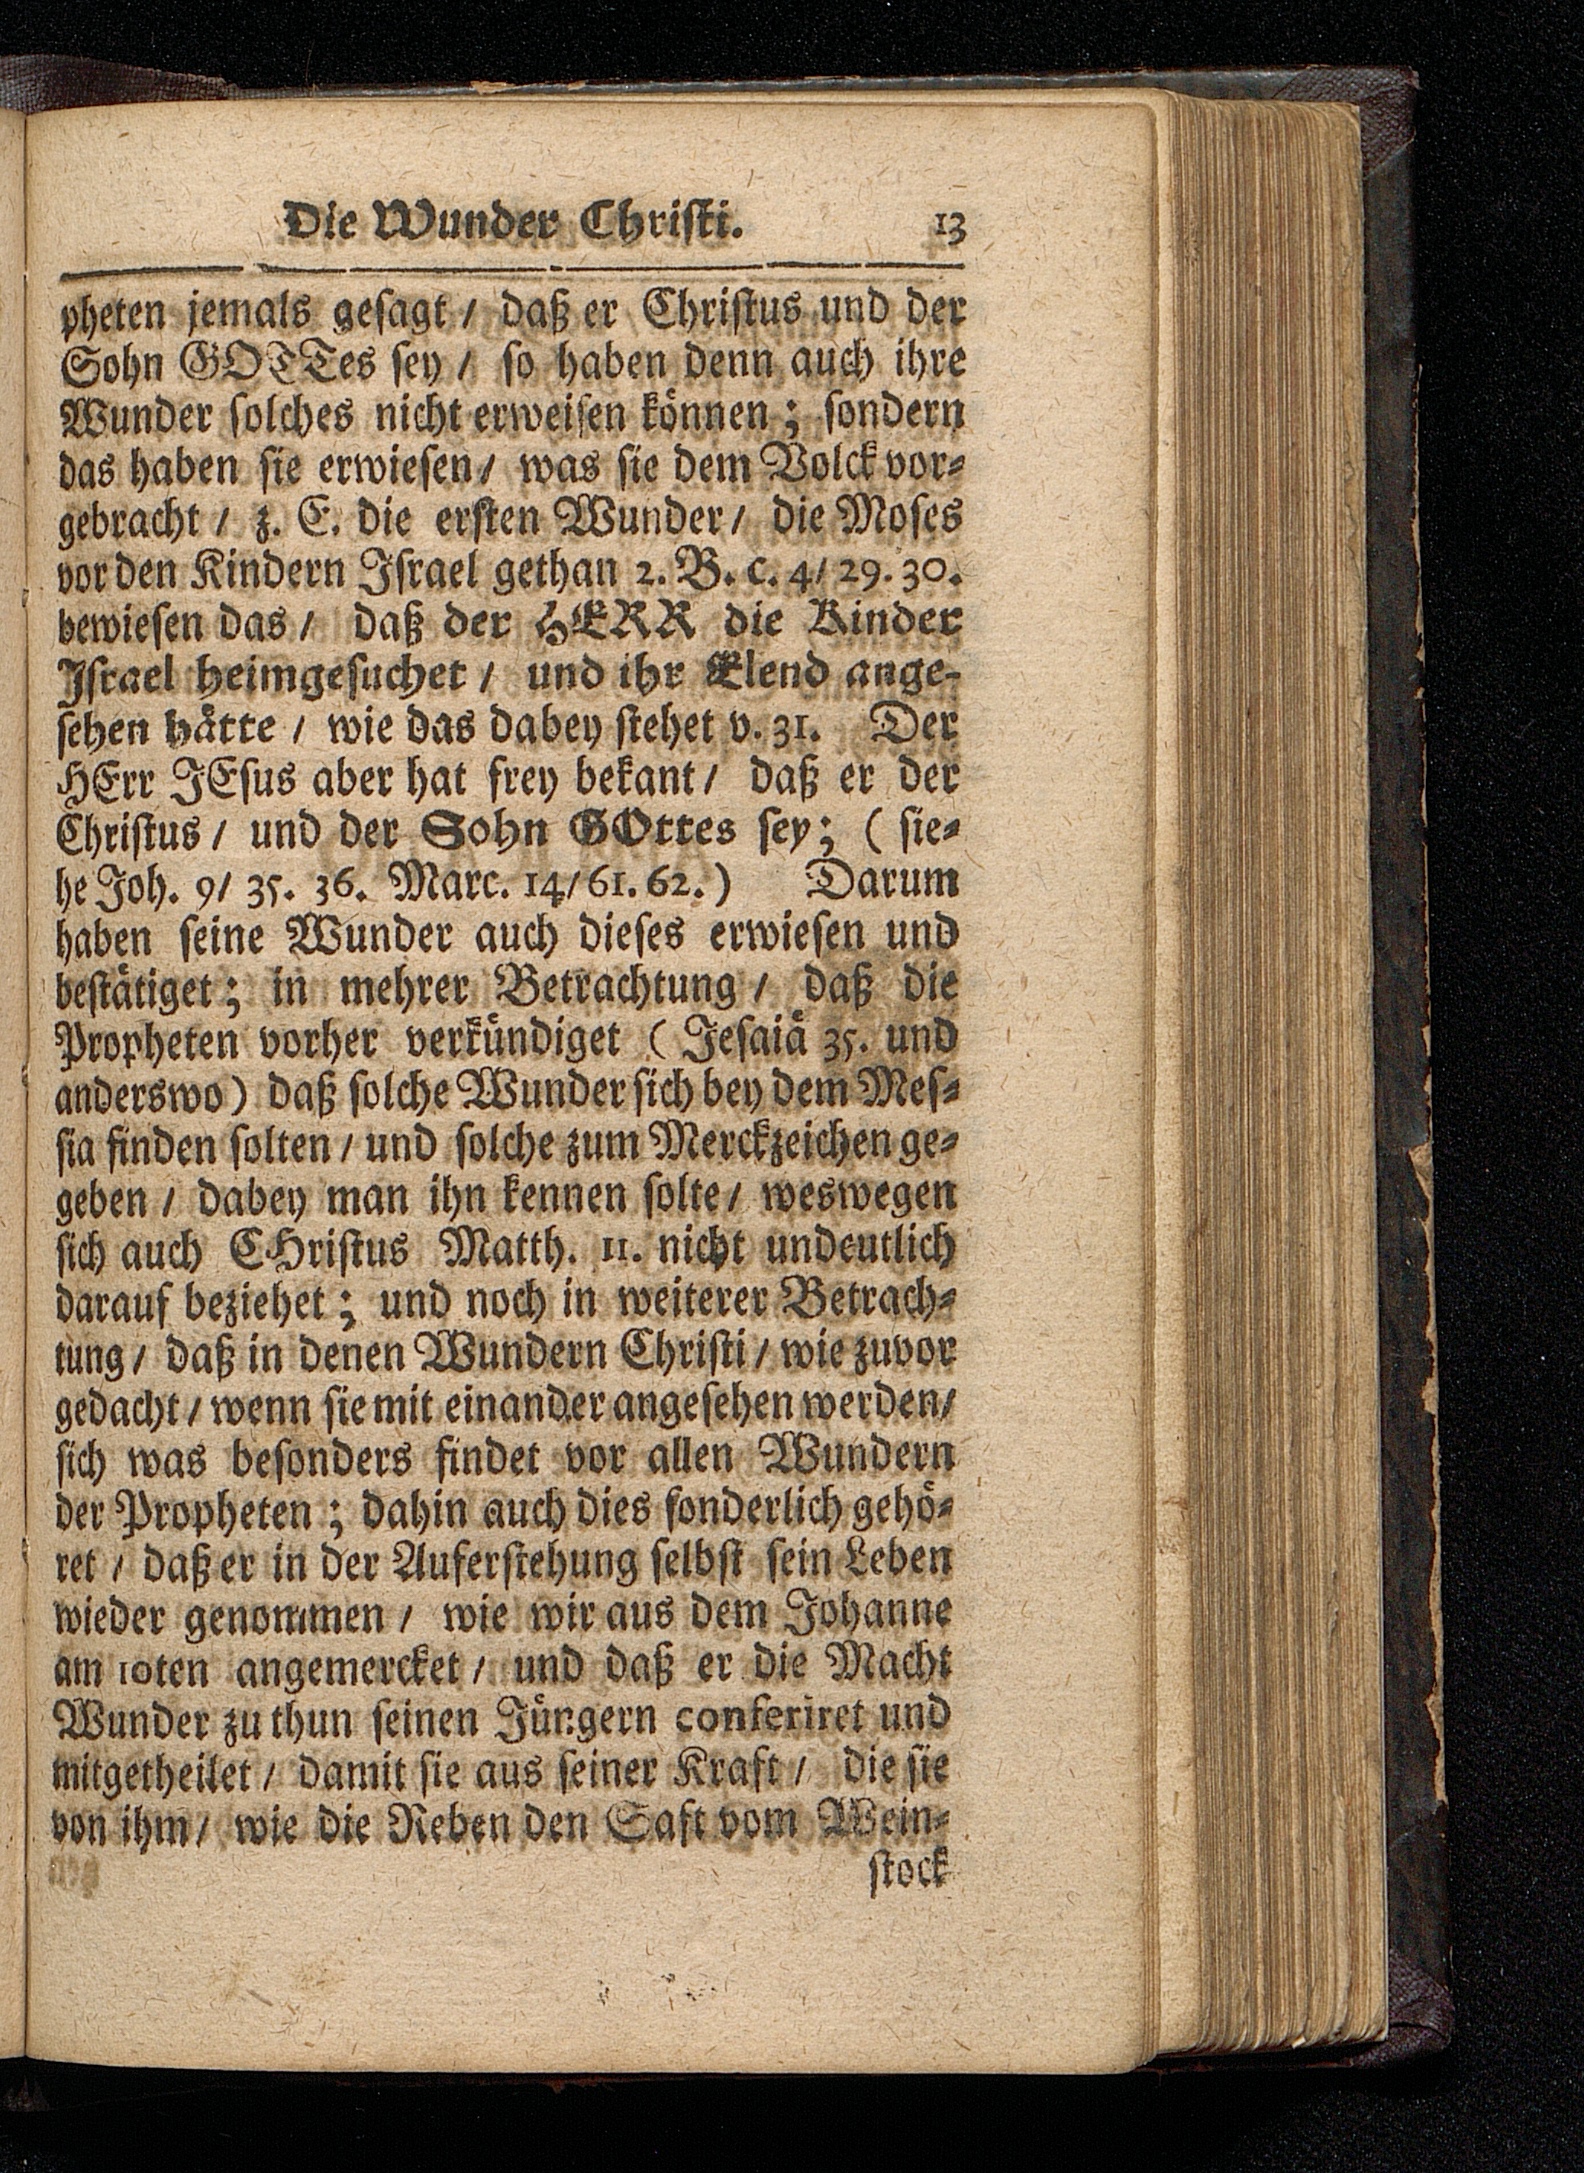 Die Wunder Christi. 13
pheten jemals gesagt / daß er Christus und der
Sohn GOTTes sey / so haben denn auch ihre
Wunder solches nicht erweisen können; sondern
das haben sie erwiesen / was sie dem Volck vor-
gebracht / z. E. die ersten Wunder / die Moses
vor den Kindern Israel gethan 2. B. c. 4/ 29. 30.
bewiesen das / daß der HERR die Kinder
Israel heimgesuchet / und ihr Elend ange-
sehen hätte / wie das dabey stehet v. 31. Der
HErr JEsus aber hat frey bekant / daß er der
Christus / und der Sohn GOttes sey; ( sie-
he Joh. 9/ 35. 36. Marc. 14/ 61. 62.) Darum
haben seine Wunder auch dieses erwiesen und
bestätiget; in mehrer Betrachtung / daß die
Propheten vorher verkündiget ( Jesaiä 35. und
anderswo) daß solche Wunder sich bey dem Mes-
sia finden solten / und solche zum Merckzeichen ge-
geben / dabey man ihn kennen solte / weswegen
sich auch CHristus Matth. 11. nicht undeutlich
darauf beziehet; und noch in weiterer Betrach-
tung / daß in denen Wundern Christi / wie zuvor
gedacht / wenn sie mit einander angesehen werden/
sich was besonders findet vor allen Wundern
der Propheten; dahin auch dies sonderlich gehö-
ret / daß er in der Auferstehung selbst sein Leben
wieder genommen / wie wir aus dem Johanne
am 10ten angemercket / und daß er die Macht
Wunder zu thun seinen Jüngern conferiret und
mitgetheilet / damit sie aus seiner Kraft / die sie
von ihm / wie die Reben den Saft vom Wein-
stock